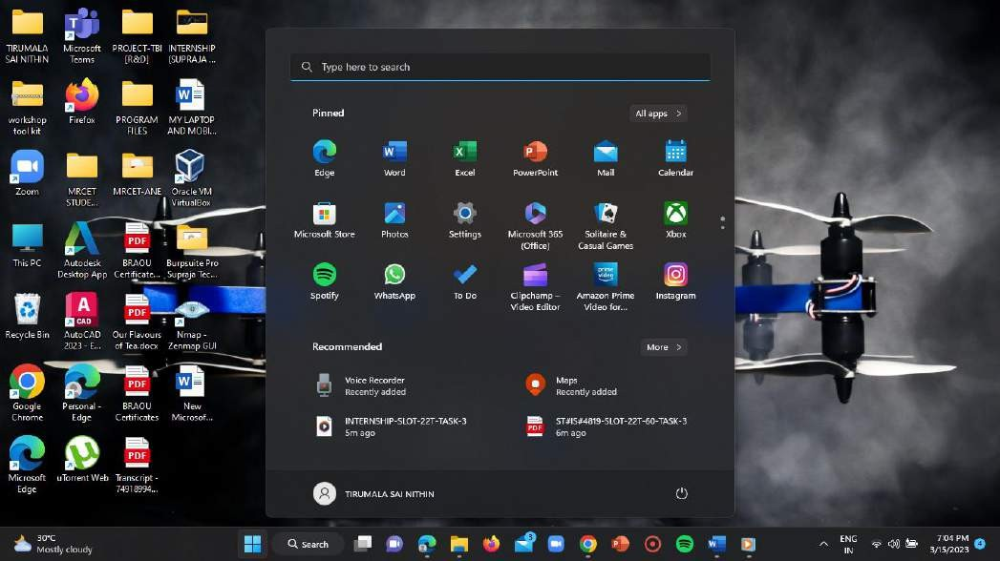 TIRUMALA
SAI NITHIN
Microsoft
Teams
PROJECT-TBI
[R&D]
INTERNSHIP
[SUPRAJA ...
workshop
tool kit
Firefox
PROGRAM
FILES
MY LAPTOP
AND MOBI...
Zoom
MRCET
STUDE...
MRCET-ANE
Oracle VM
VirtualBox
This PC
Autodesk
Desktop App
PDF
BRAOU
Certificate...
Burpsuite Pro
Supraja Tec...
Recycle Bin
A
CAD
AutoCAD
2023 - E...
PDF
Our Flavours
of Tea.docx
Nmap -
Zenmap GUI
Google
Chrome
Personal -
Edge
PDF
BRAOU
Certificates
New
Microsof...
Microsoft
Edge
uTorrent Web
PDF
Transcript -
74918994...
Type here to search
Pinned
All apps >
Edge
Word
Excel
PowerPoint
Mail
Calendar
Microsoft Store
Photos
Settings
Microsoft 365
(Office)
Solitaire &
Casual Games
Xbox
Spotify
WhatsApp
To Do
Clipchamp –
Video Editor
prime
video
Amazon Prime
Video for...
Instagram
Recommended
More >
Voice Recorder
Recently added
Maps
Recently added
INTERNSHIP-SLOT-22T-TASK-3
5m ago
PDF
ST#IS#4819-SLOT-22T-60-TASK-3
6m ago
TIRUMALA SAI NITHIN
30°C
Mostly cloudy
Search
3
ENG
IN
7:04 PM
3/15/2023
4